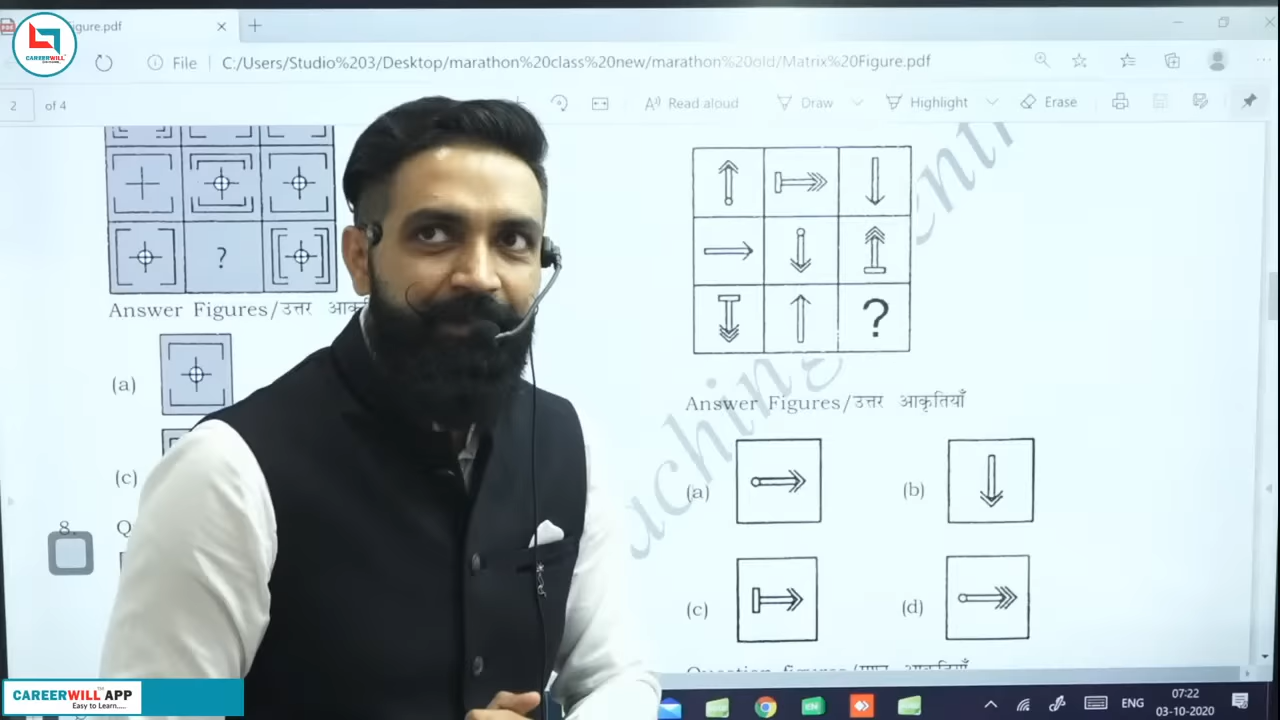 Figure.pdf
CAREERWILL
File
C:/Users/Studio%203/Desktop/marathon%20class%20new/marathon%20old/Matrix%20Figure.pdf
2 of 4
Read aloud
Draw
Highlight
Erase
?
?
Answer Figures/उत्तर
Answer Figures/उत्तर आकृतियाँ
(a)
(c)
8. Q
(a)
(b)
(c)
(d)
CAREERWILL APP
Easy to Learn.....
ENG
07:22
03-10-2020